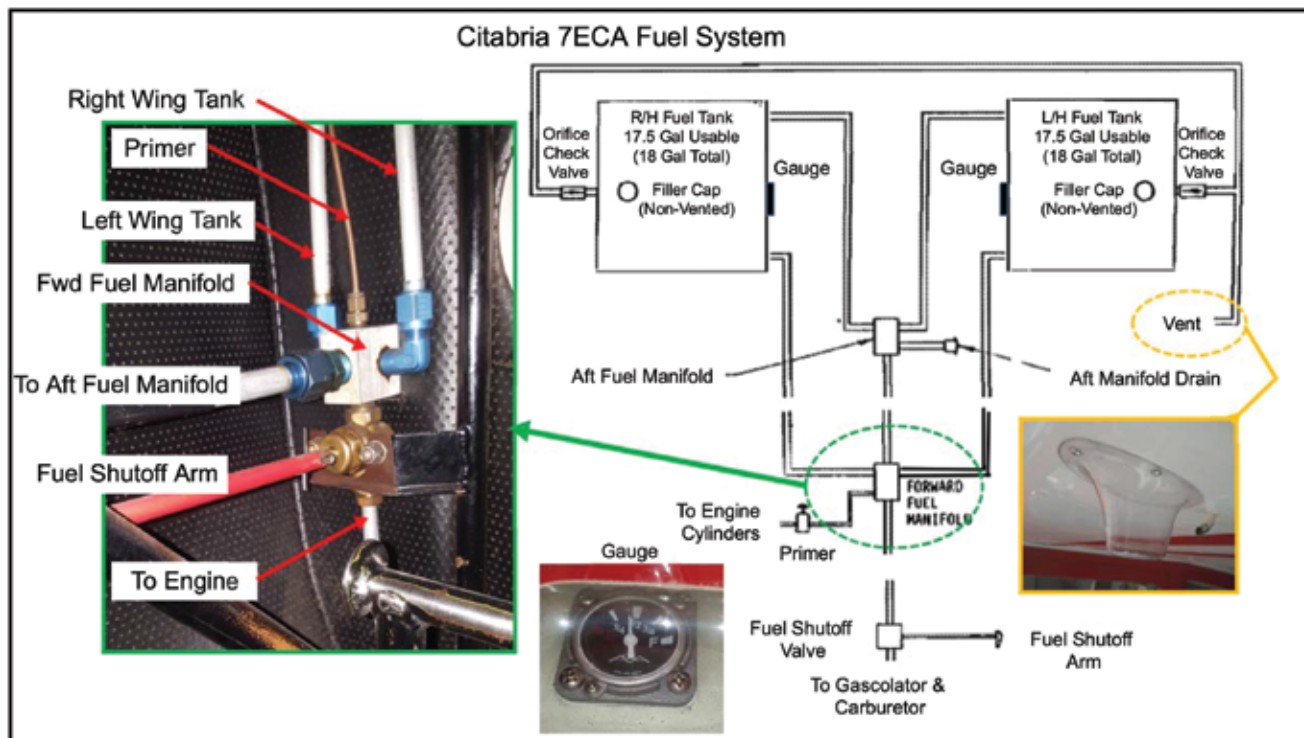 Citabria 7ECA Fuel System
Right Wing Tank
Primer
Left Wing Tank
Fwd Fuel Manifold
To Aft Fuel Manifold
Fuel Shutoff Arm
To Engine
Orifice
Check
Valve
R/H Fuel Tank
17.5 Gal Usable
(18 Gal Total)
Filler Cap
(Non-Vented)
Gauge
Gauge
L/H Fuel Tank
17.5 Gal Usable
(18 Gal Total)
Filler Cap
(Non-Vented)
Orifice
Check
Valve
Vent
Aft Fuel Manifold
Aft Manifold Drain
FORWARD
FUEL
MANIFOLD
To Engine
Cylinders
Primer
Gauge
Fuel Shutoff
Valve
Fuel Shutoff
Arm
To Gascolator &
Carburetor